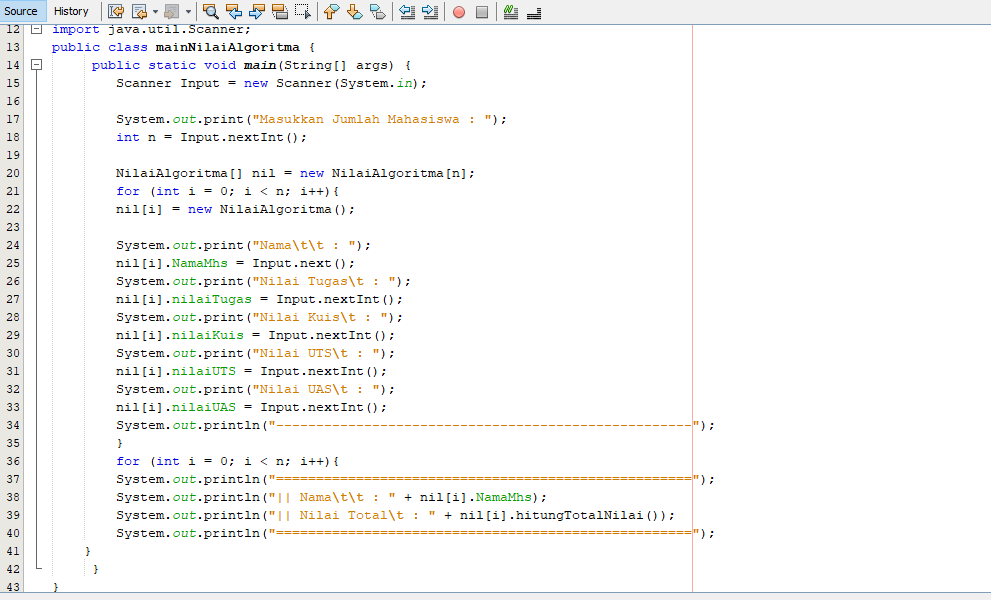 Source History
12 import java.util.Scanner;
13 public class mainNilaiAlgoritma {
14 public static void main(String[] args) {
15 Scanner Input = new Scanner(System.in);
16
17 System.out.print("Masukkan Jumlah Mahasiswa : ");
18 int n = Input.nextInt();
19
20 NilaiAlgoritma[] nil = new NilaiAlgoritma[n];
21 for (int i = 0; i < n; i++){
22 nil[i] = new NilaiAlgoritma();
23
24 System.out.print("Nama\t\t : ");
25 nil[i].NamaMhs = Input.next();
26 System.out.print("Nilai Tugas\t : ");
27 nil[i].nilaiTugas = Input.nextInt();
28 System.out.print("Nilai Kuis\t : ");
29 nil[i].nilaiKuis = Input.nextInt();
30 System.out.print("Nilai UTS\t : ");
31 nil[i].nilaiUTS = Input.nextInt();
32 System.out.print("Nilai UAS\t : ");
33 nil[i].nilaiUAS = Input.nextInt();
34 System.out.println("----------------------------------------------------");
35 }
36 for (int i = 0; i < n; i++){
37 System.out.println("====================================================");
38 System.out.println("|| Nama\t\t : " + nil[i].NamaMhs);
39 System.out.println("|| Nilai Total\t : " + nil[i].hitungTotalNilai());
40 System.out.println("====================================================");
41 }
42 }
43 }